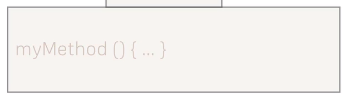 myMethod () { ... }